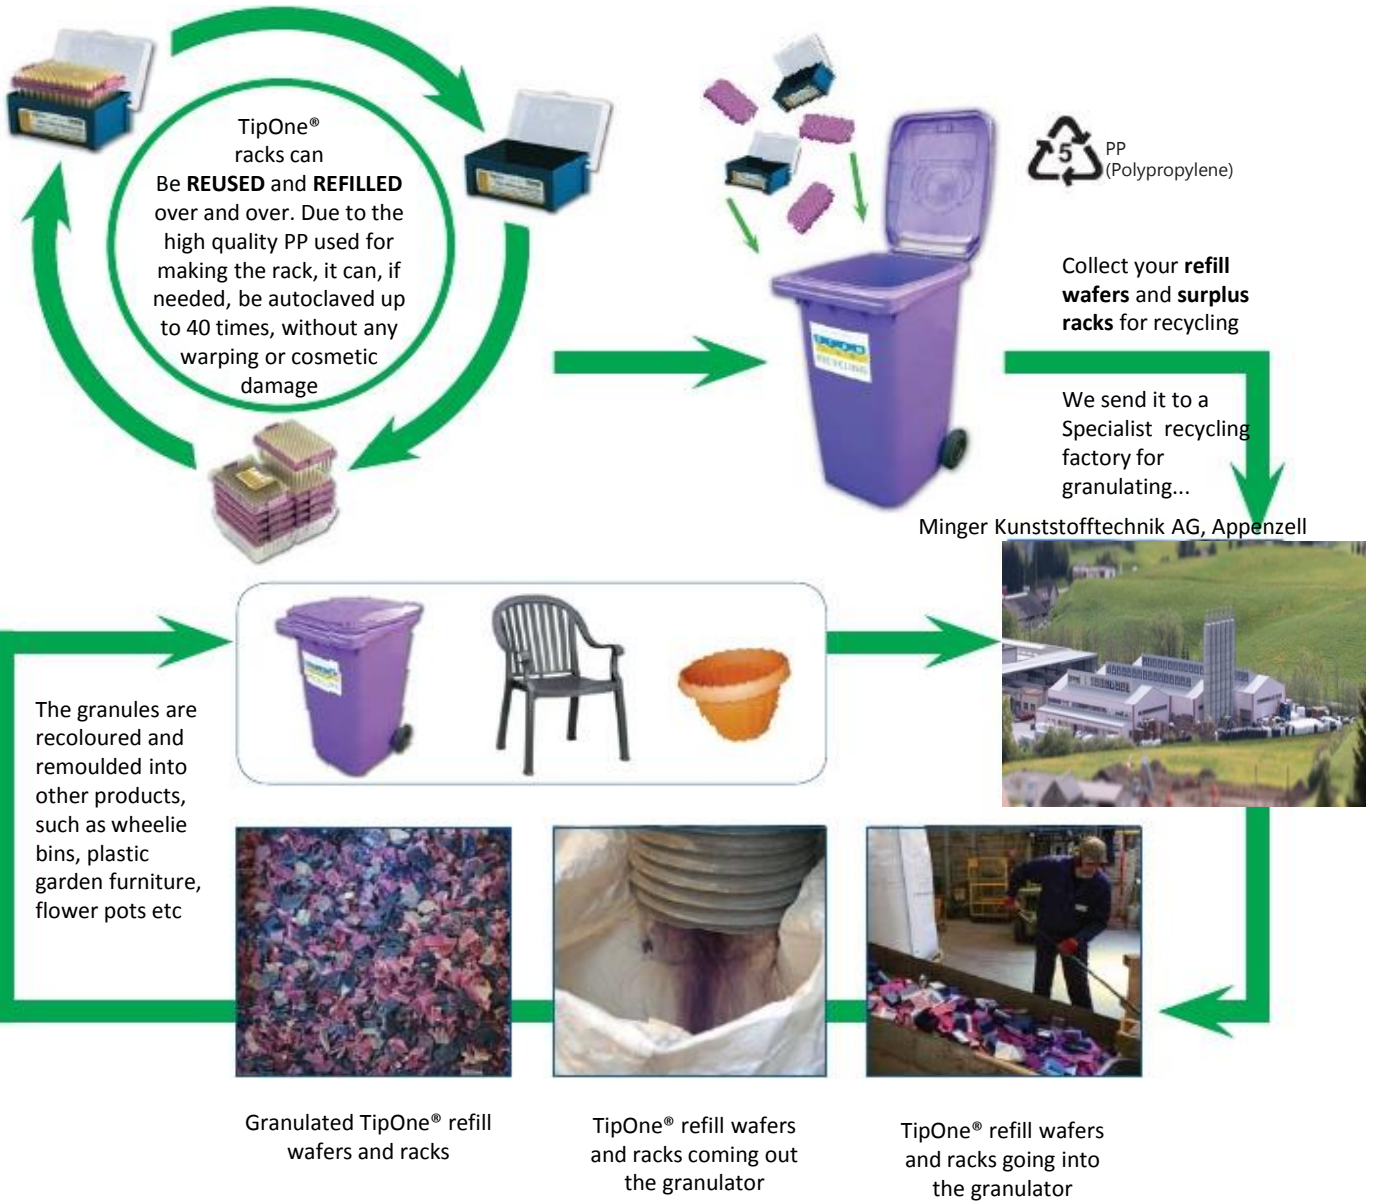 TipOne®
racks can
Be REUSED and REFILLED
over and over. Due to the
high quality PP used for
making the rack, it can, if
needed, be autoclaved up
to 40 times, without any
warping or cosmetic
damage
RECYCLING
5
PP
(Polypropylene)
Collect your refill
wafers and surplus
racks for recycling
We send it to a
Specialist recycling
factory for
granulating...
Minger Kunststofftechnik AG, Appenzell
The granules are
recoloured and
remoulded into
other products,
such as wheelie
bins, plastic
garden furniture,
flower pots etc
Granulated TipOne® refill
wafers and racks
TipOne® refill wafers
and racks coming out
the granulator
TipOne® refill wafers
and racks going into
the granulator